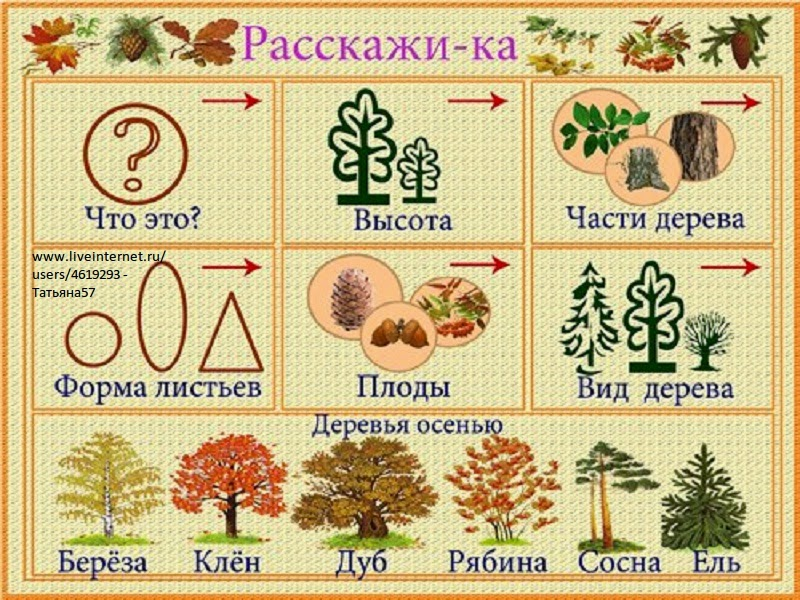 Расскажи-ка
?
Что это?
Высота
Части дерева
www.liveinternet.ru/
users/4619293 -
Татьяна57
Форма листьев
Плоды
Вид дерева
Деревья осенью
Берёза
Клён
Дуб
Рябина
Сосна
Ель